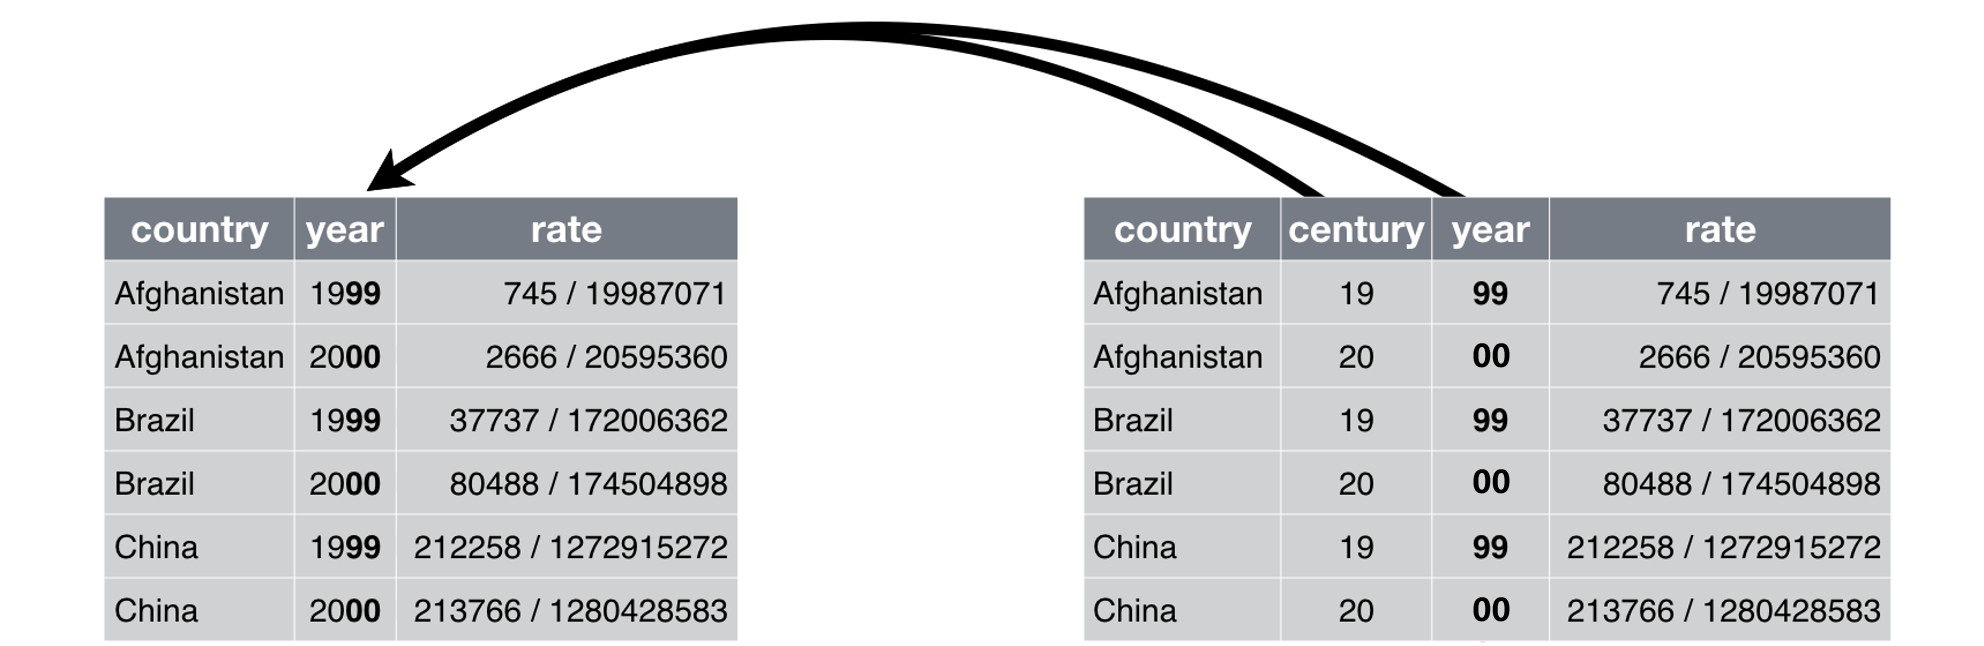 country year rate
Afghanistan 1999 745 / 19987071
Afghanistan 2000 2666 / 20595360
Brazil 1999 37737 / 172006362
Brazil 2000 80488 / 174504898
China 1999 212258 / 1272915272
China 2000 213766 / 1280428583
country century year rate
Afghanistan 19 99 745 / 19987071
Afghanistan 20 00 2666 / 20595360
Brazil 19 99 37737 / 172006362
Brazil 20 00 80488 / 174504898
China 19 99 212258 / 1272915272
China 20 00 213766 / 1280428583